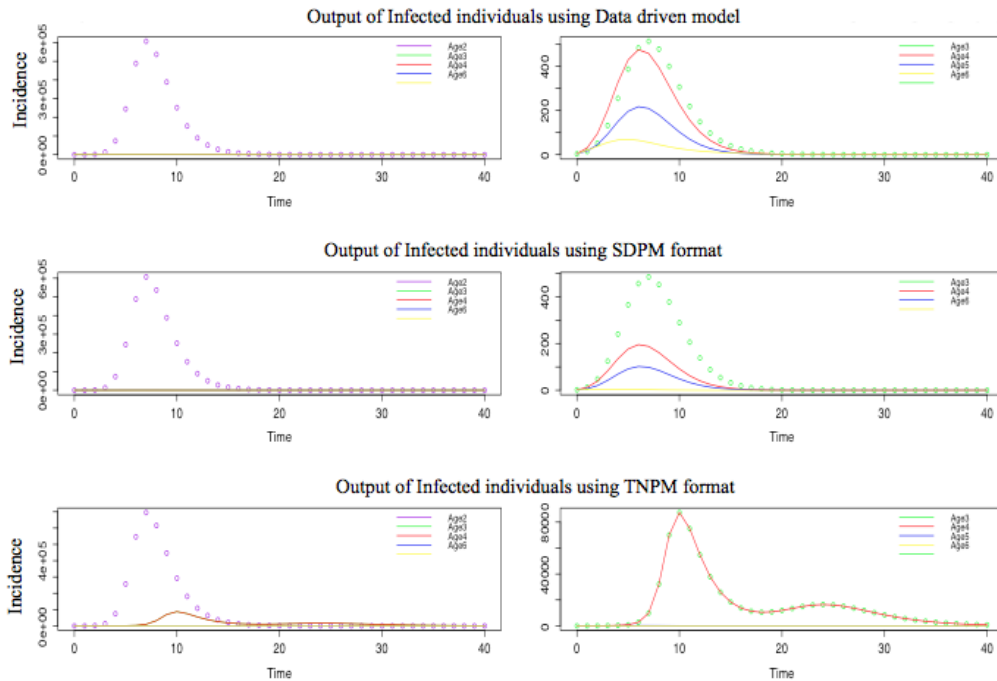 Output of Infected individuals using Data driven model
Incidence
0e+00 3e+05 6e+05
Age2
Age3
Age4
Age6
0 10 20 30 40
Time
0 200 400
Age3
Age4
Age5
Age6
0 10 20 30 40
Time
Output of Infected individuals using SDPM format
Incidence
0e+00 3e+05 6e+05
Age2
Age3
Age4
Age6
0 10 20 30 40
Time
0 200 400
Age3
Age4
Age5
Age6
0 10 20 30 40
Time
Output of Infected individuals using TNPM format
Incidence
0e+00 4e+05
Age2
Age3
Age4
Age6
0 10 20 30 40
Time
0 40000 80000
Age3
Age4
Age5
Age6
0 10 20 30 40
Time